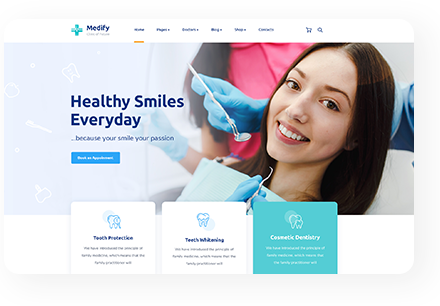 Medify
Home Pages Doctors Blog Shop Contacts
Healthy Smiles
Everyday
...because your smile your passion
Book an Appointment
Tooth Protection
We have introduced the principle of
family medicine, which means that the
family practitioner will
Teeth Whitening
We have introduced the principle of
family medicine, which means that the
family practitioner will
Cosmetic Dentistry
We have introduced the principle of
family medicine, which means that the
family practitioner will